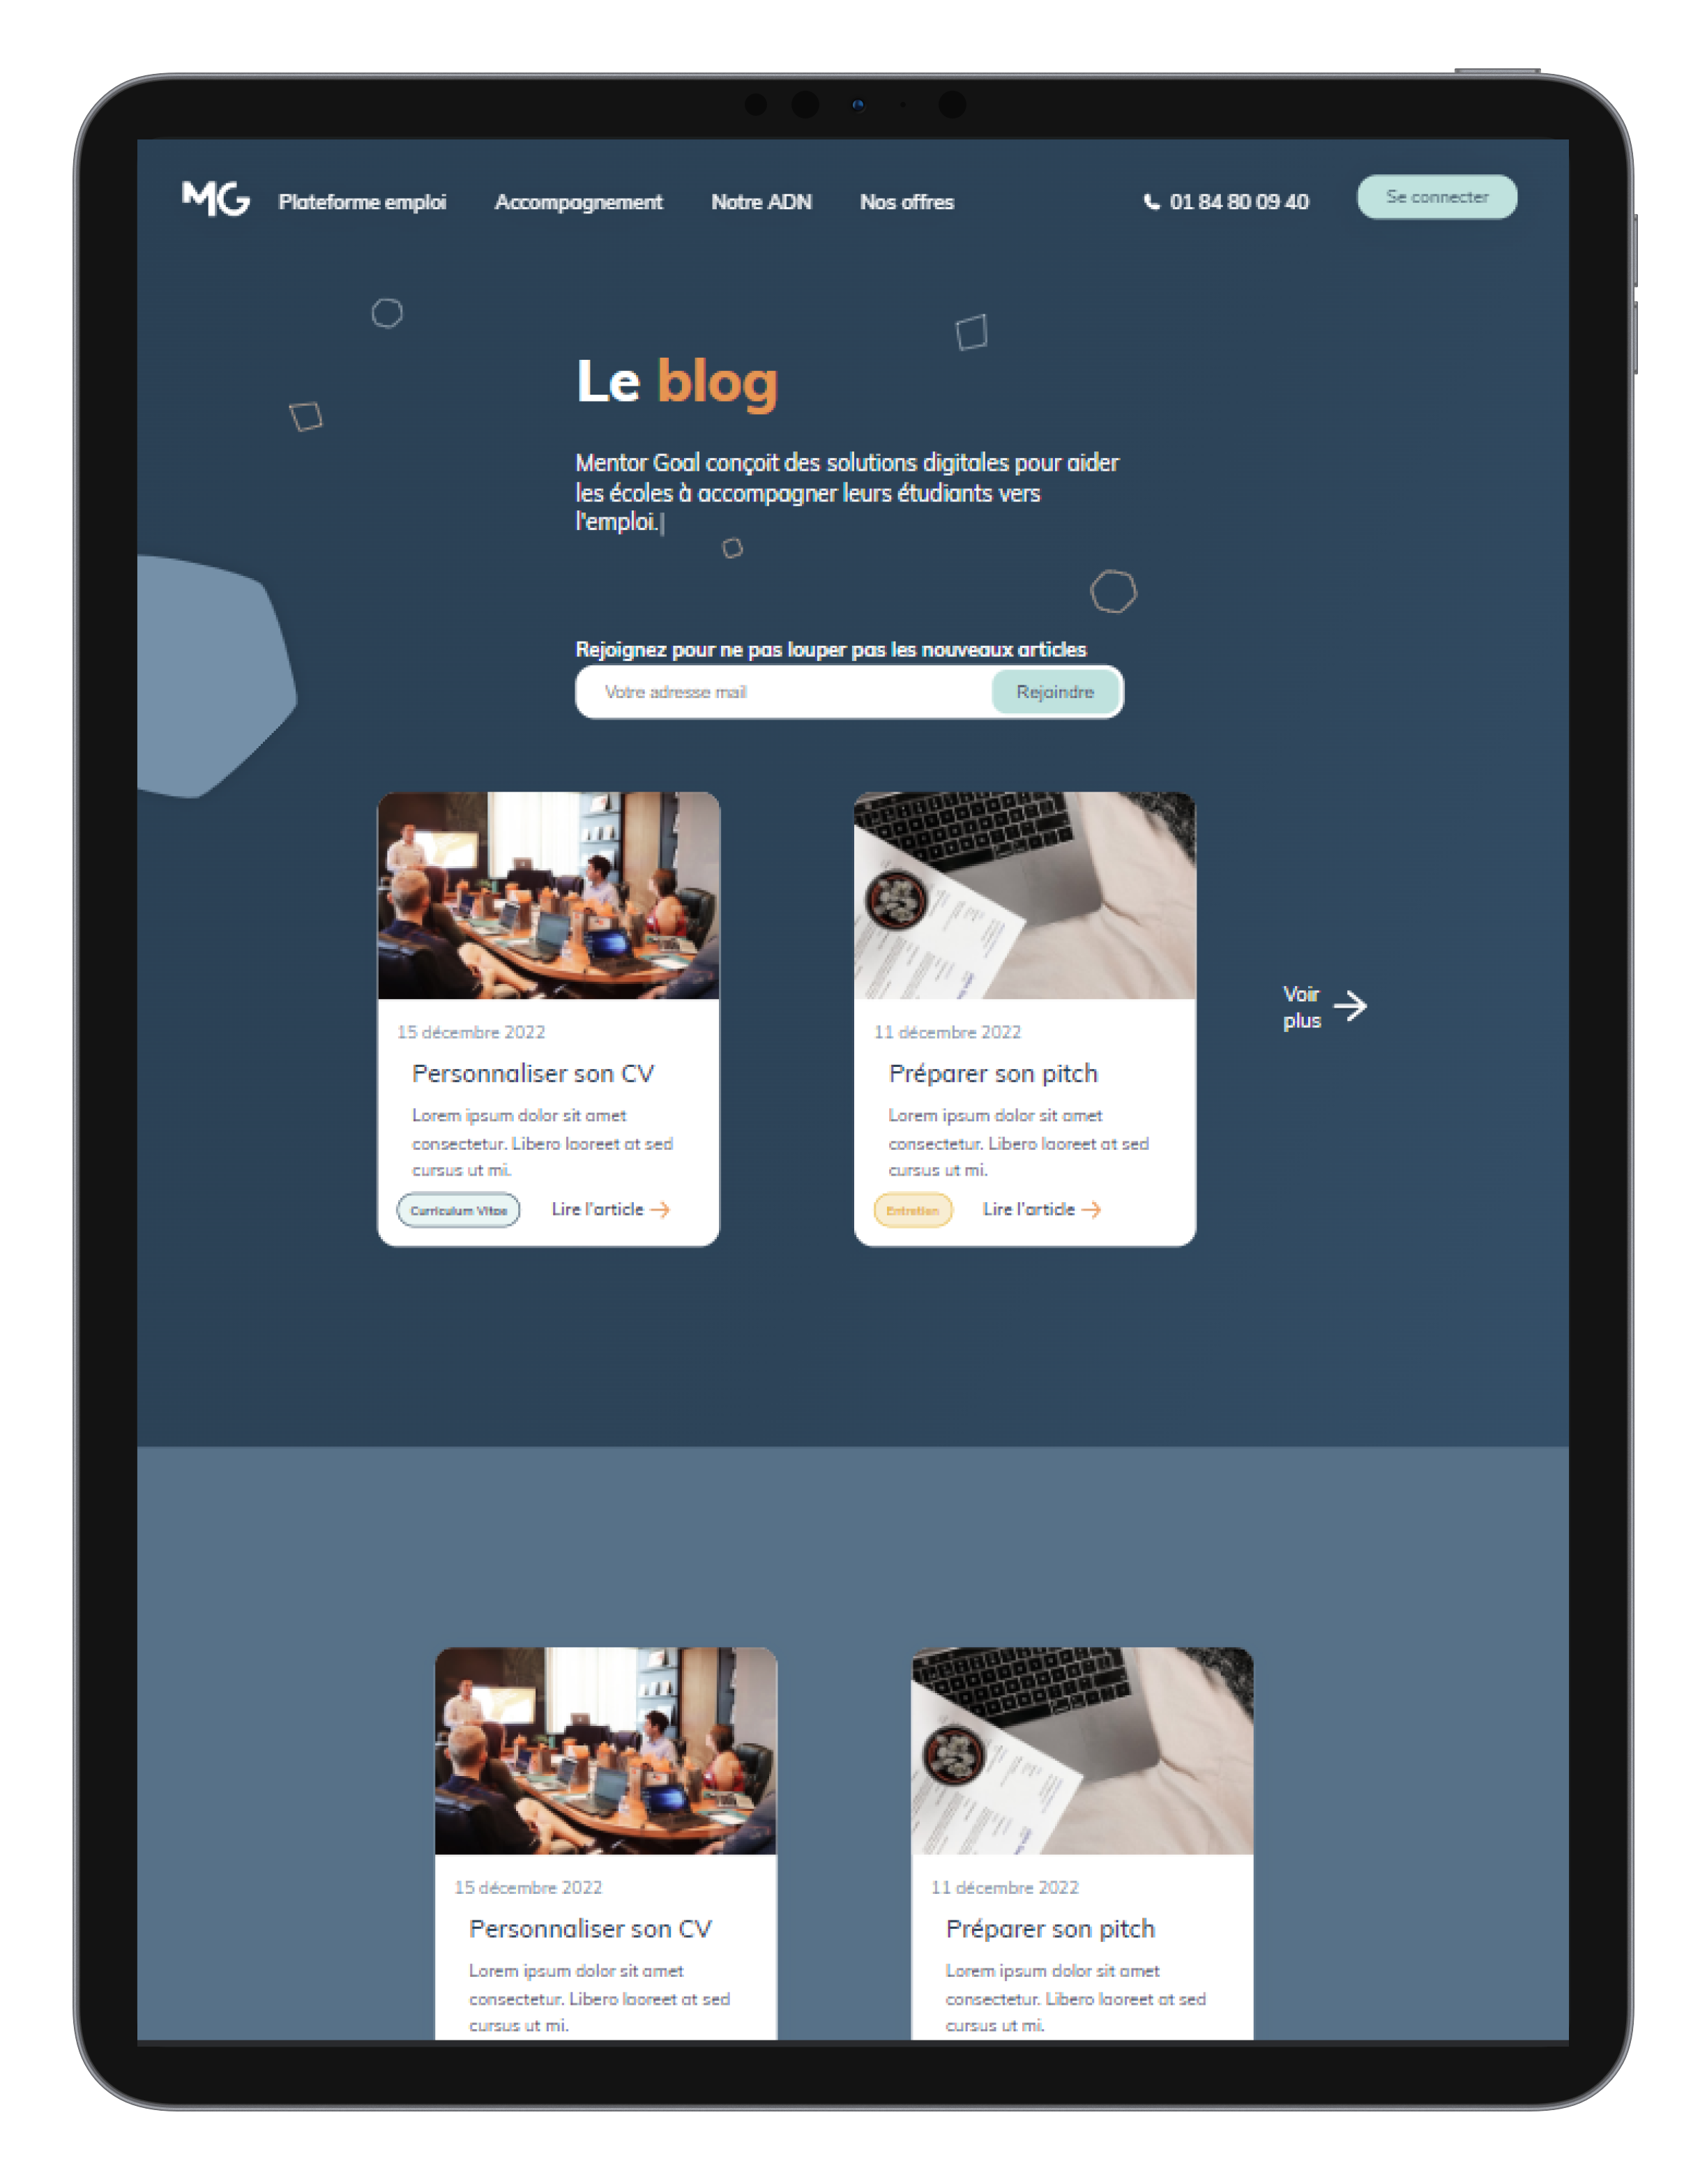 MG Plateforme emploi Accompagnement Notre ADN Nos offres 01 84 80 09 40 Se connecter
Le blog
Mentor Goal conçoit des solutions digitales pour aider
les écoles à accompagner leurs étudiants vers
l'emploi.|
Rejoignez pour ne pas louper pas les nouveaux articles
Votre adresse mail Rejoindre
15 décembre 2022
Personnaliser son CV
Lorem ipsum dolor sit amet
consectetur. Libero laoreet at sed
cursus ut mi.
Curriculum Vitae Lire l'article
11 décembre 2022
Préparer son pitch
Lorem ipsum dolor sit amet
consectetur. Libero laoreet at sed
cursus ut mi.
Entretien Lire l'article
Voir
plus
15 décembre 2022
Personnaliser son CV
Lorem ipsum dolor sit amet
consectetur. Libero laoreet at sed
cursus ut mi.
11 décembre 2022
Préparer son pitch
Lorem ipsum dolor sit amet
consectetur. Libero laoreet at sed
cursus ut mi.